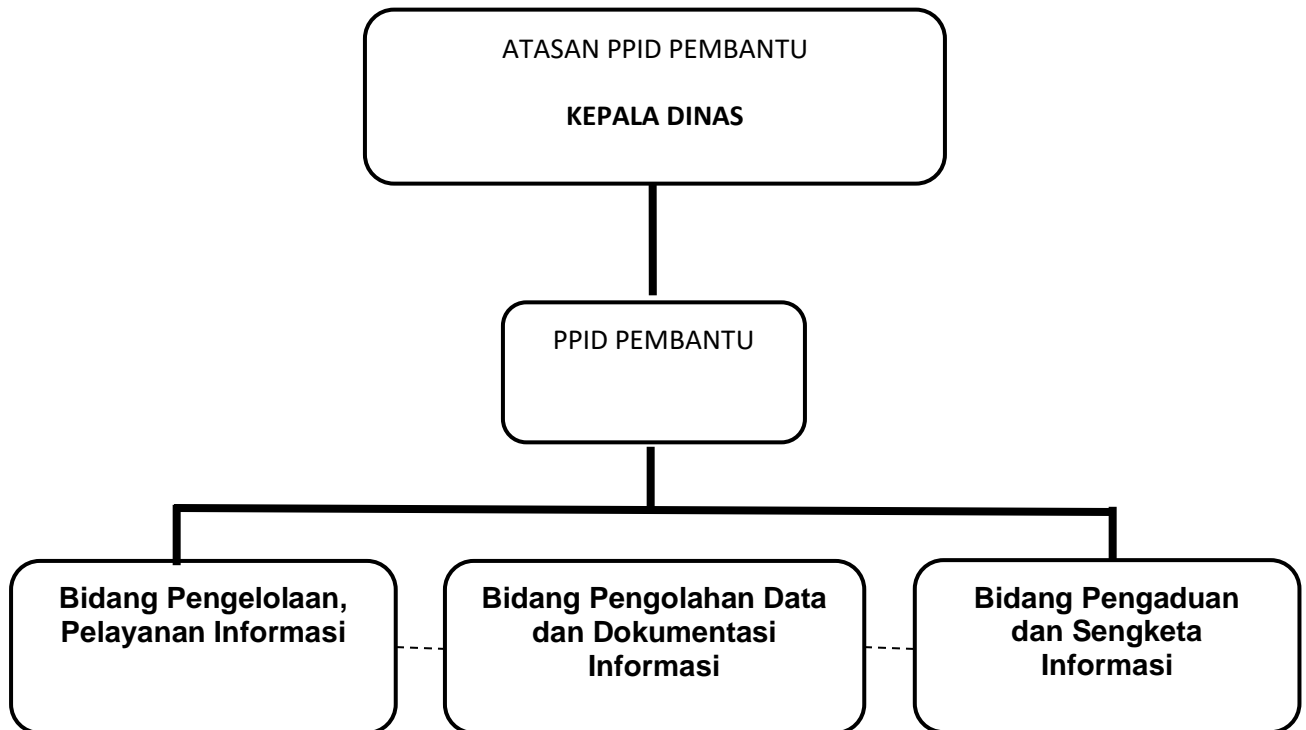 ATASAN PPID PEMBANTU
KEPALA DINAS
PPID PEMBANTU
Bidang Pengelolaan,
Pelayanan Informasi
Bidang Pengolahan Data
dan Dokumentasi
Informasi
Bidang Pengaduan
dan Sengketa
Informasi